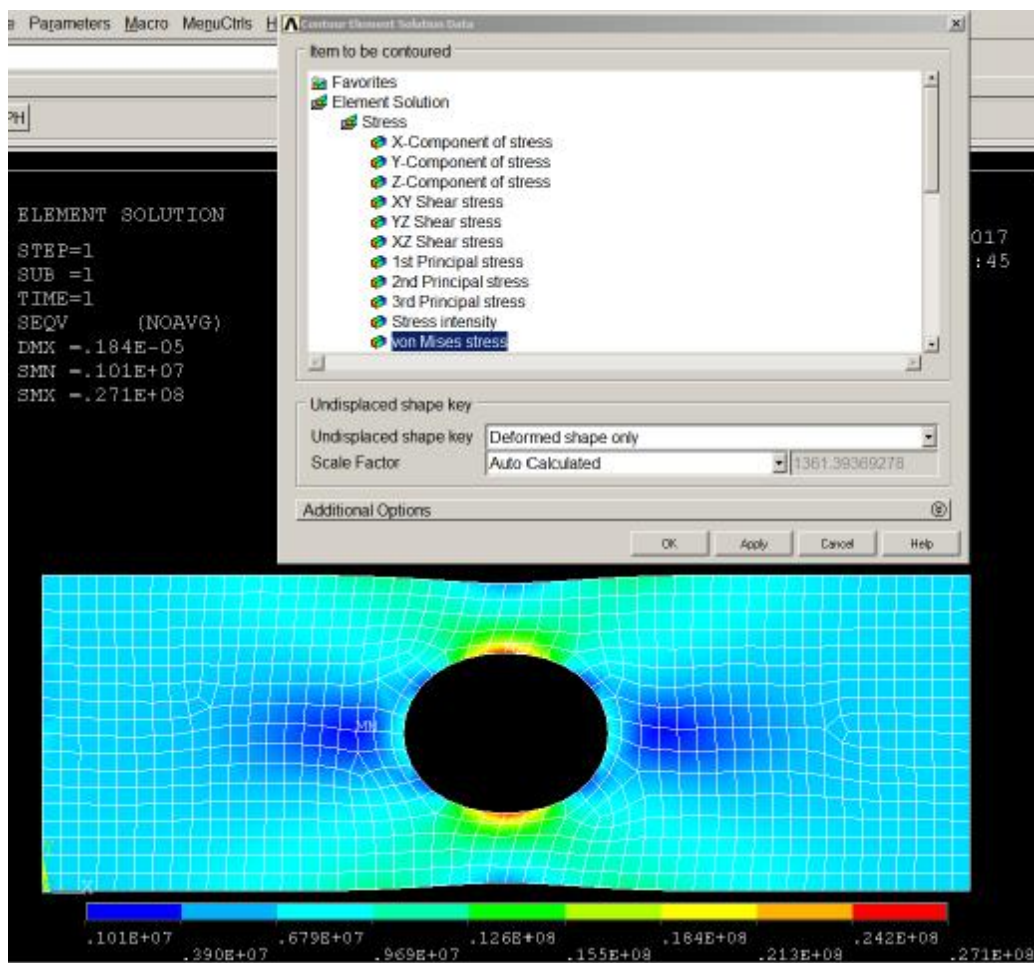 Parameters Macro MenuCtrls H
Contour Element Solution Data
Item to be contoured
Favorites
Element Solution
Stress
X-Component of stress
Y-Component of stress
Z-Component of stress
XY Shear stress
YZ Shear stress
XZ Shear stress
1st Principal stress
2nd Principal stress
3rd Principal stress
Stress intensity
von Mises stress
PH
ELEMENT SOLUTION
STEP=1
SUB =1
TIME=1
SEQV (NOAVG)
DMX =.184E-05
SMN =.101E+07
SMX =.271E+08
017
:45
Undisplaced shape key
Undisplaced shape key Deformed shape only
Scale Factor Auto Calculated 1361.39369278
Additional Options
OK Apply Cancel Help
MN
X
.101E+07 .679E+07 .126E+08 .184E+08 .242E+08
.390E+07 .969E+07 .155E+08 .213E+08 .271E+08